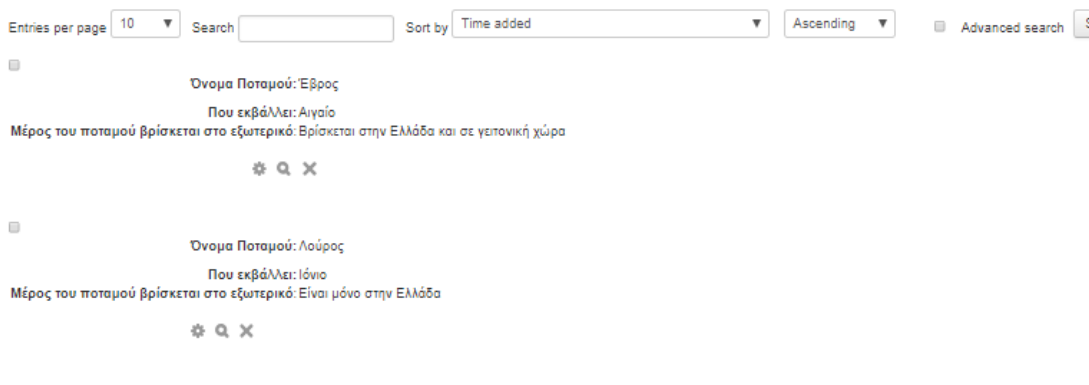 Entries per page 10 Search Sort by Time added Ascending Advanced search S
Όνομα Ποταμού: Έβρος
Που εκβάλλει: Αιγαίο
Μέρος του ποταμού βρίσκεται στο εξωτερικό: Βρίσκεται στην Ελλάδα και σε γειτονική χώρα
Όνομα Ποταμού: Λούρος
Που εκβάλλει: Ιόνιο
Μέρος του ποταμού βρίσκεται στο εξωτερικό: Είναι μόνο στην Ελλάδα